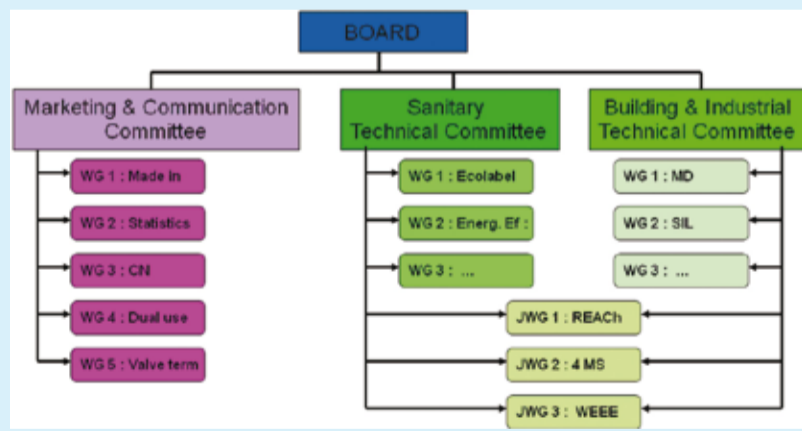 BOARD
Marketing & Communication
Committee
Sanitary
Technical Committee
Building & Industrial
Technical Committee
WG 1 : Made in
WG 2 : Statistics
WG 3 : CN
WG 4 : Dual use
WG 5 : Valve term
WG 1 : Ecolabel
WG 2 : Energ. Ef :
WG 3 : ...
WG 1 : MD
WG 2 : SIL
WG 3 : ...
JWG 1 : REACh
JWG 2 : 4 MS
JWG 3 : WEEE